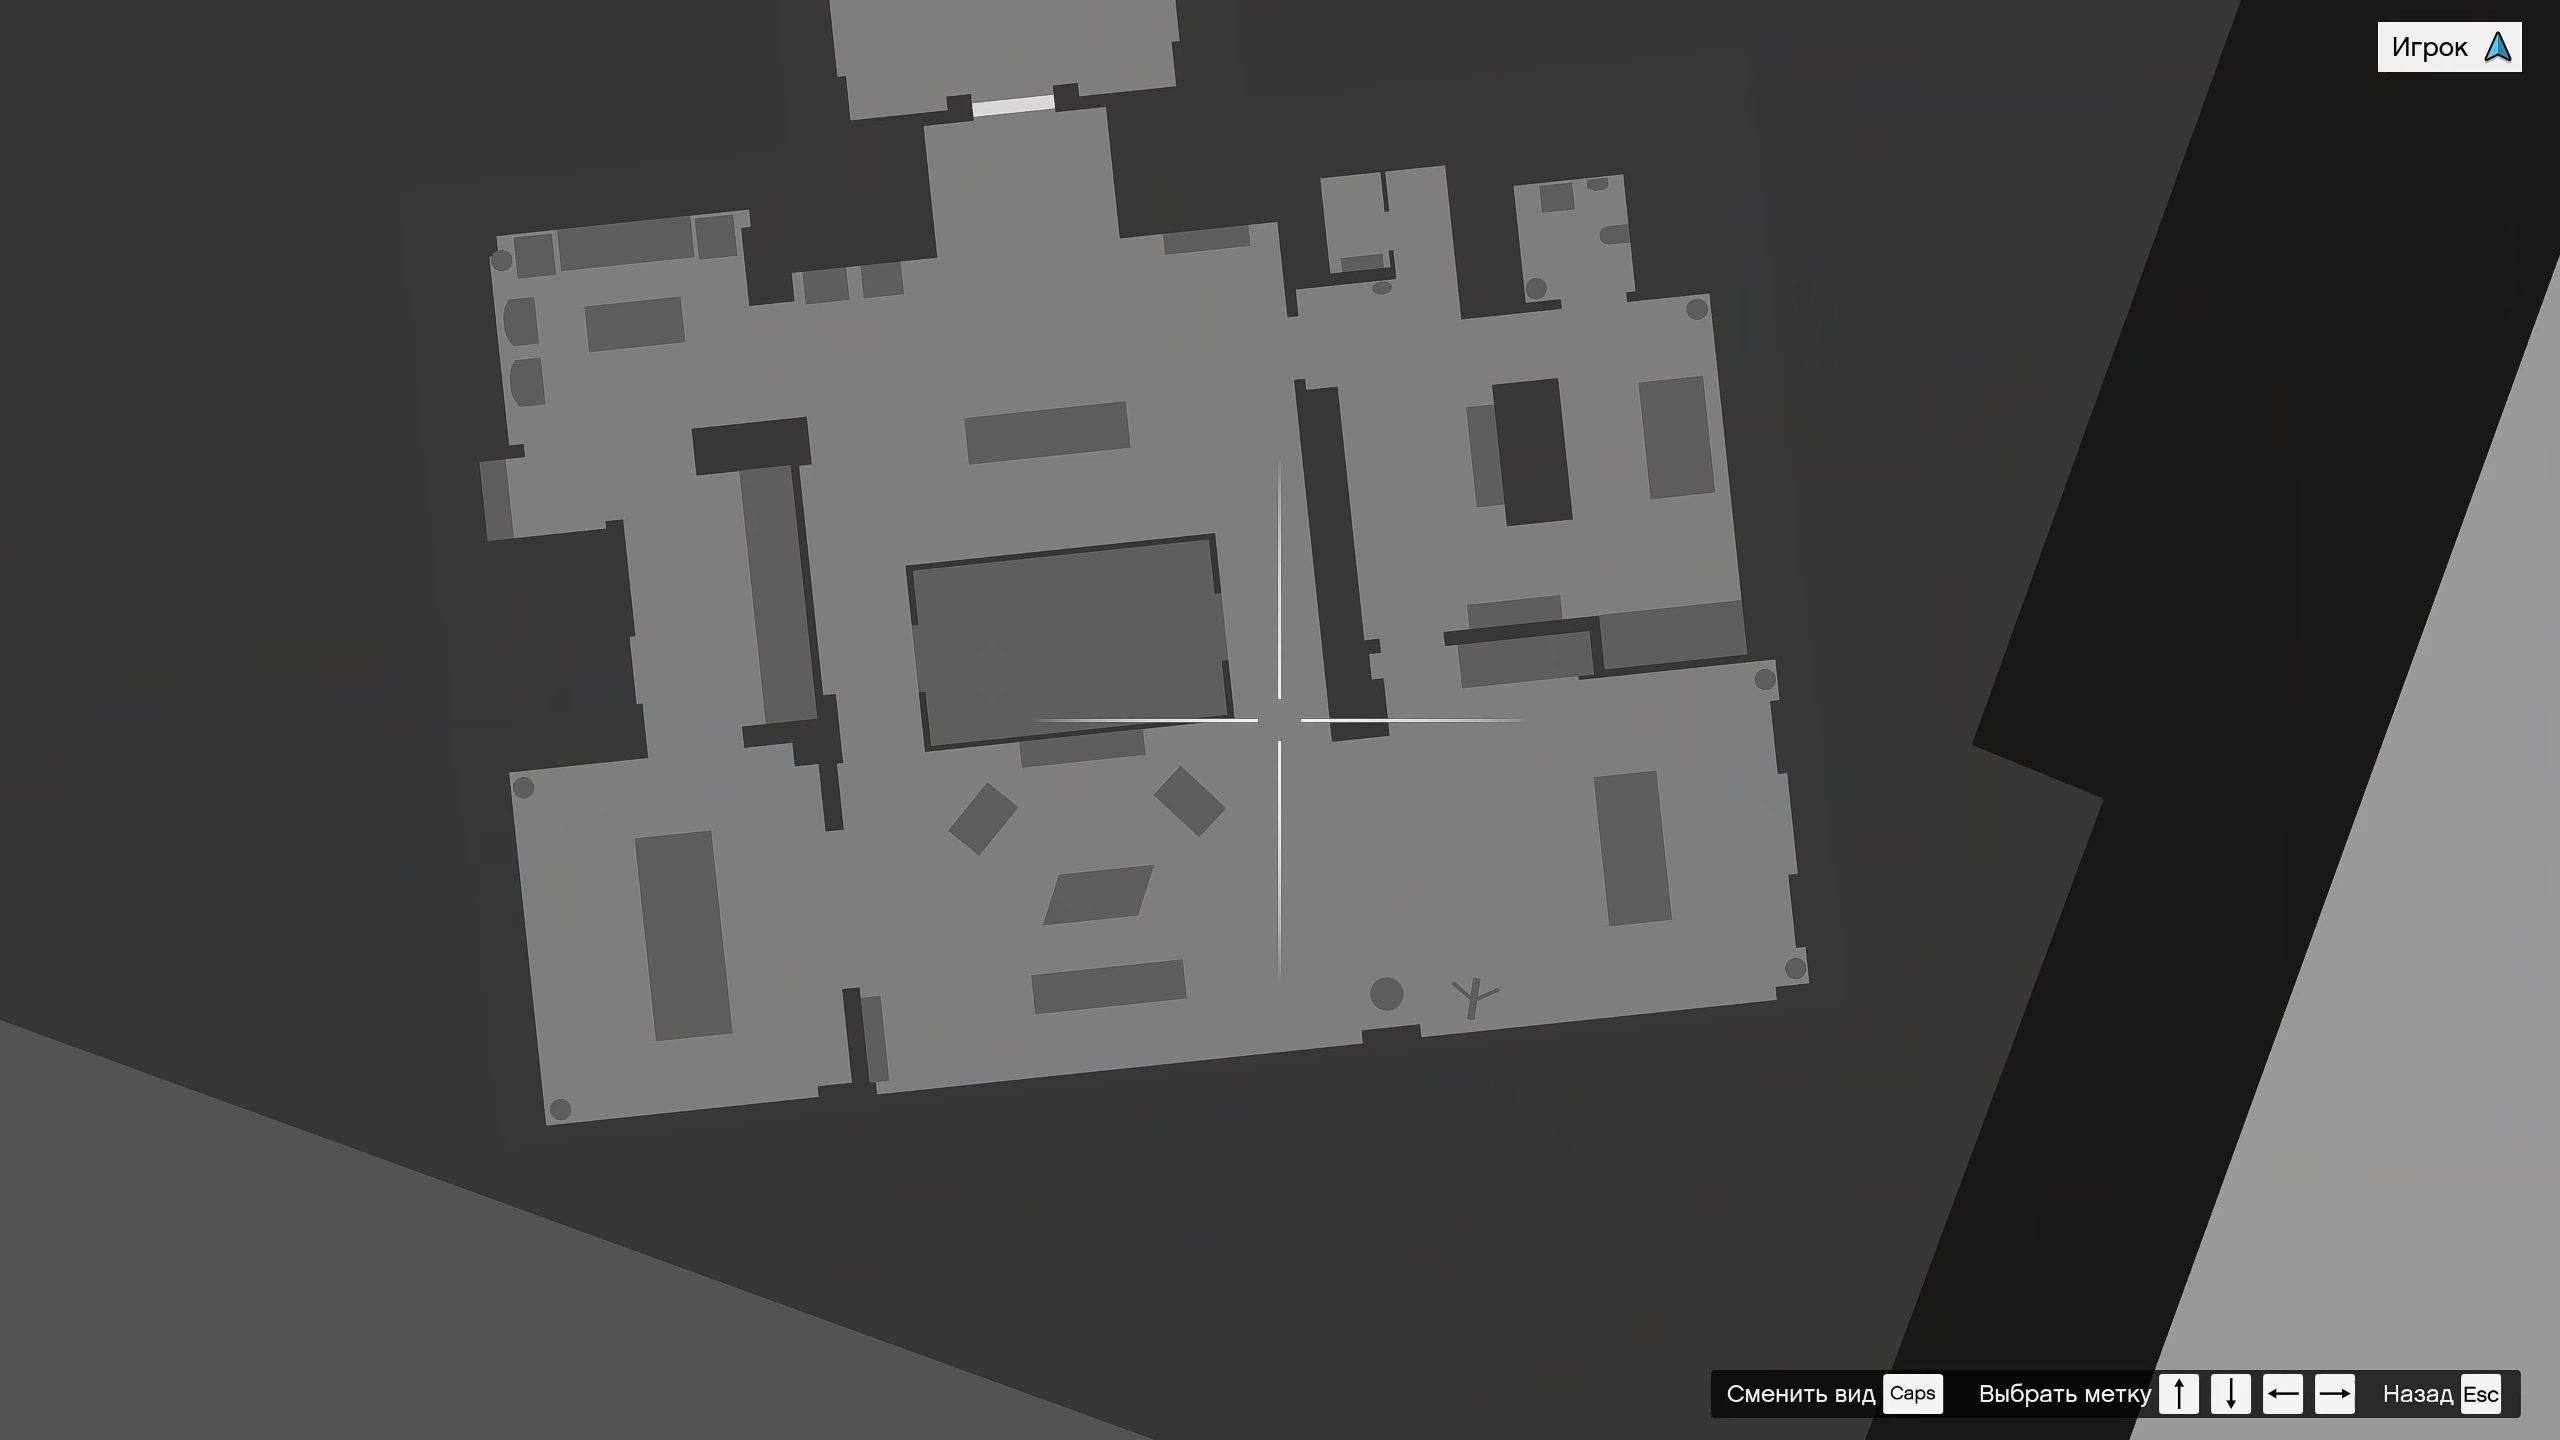 Игрок
Сменить вид Caps Выбрать метку ↑ ↓ ← → Назад Esc